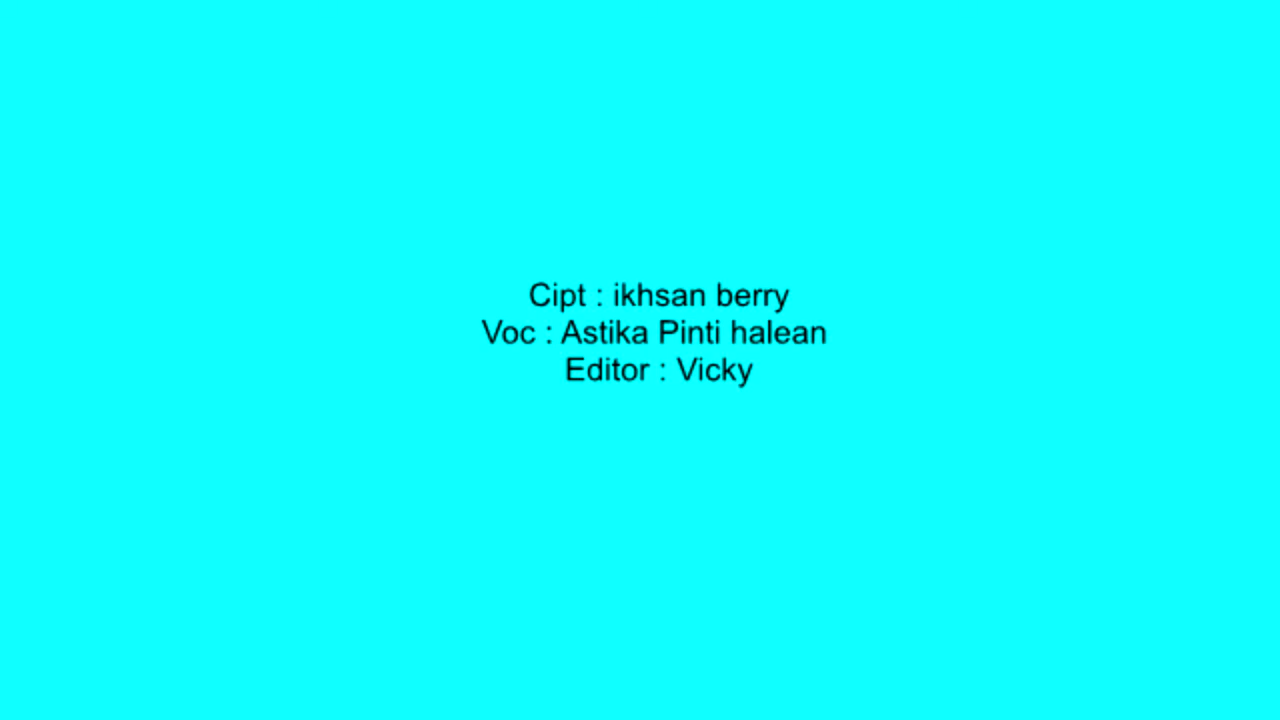 Cipt : ikhsan berry
Voc : Astika Pinti halean
Editor : Vicky